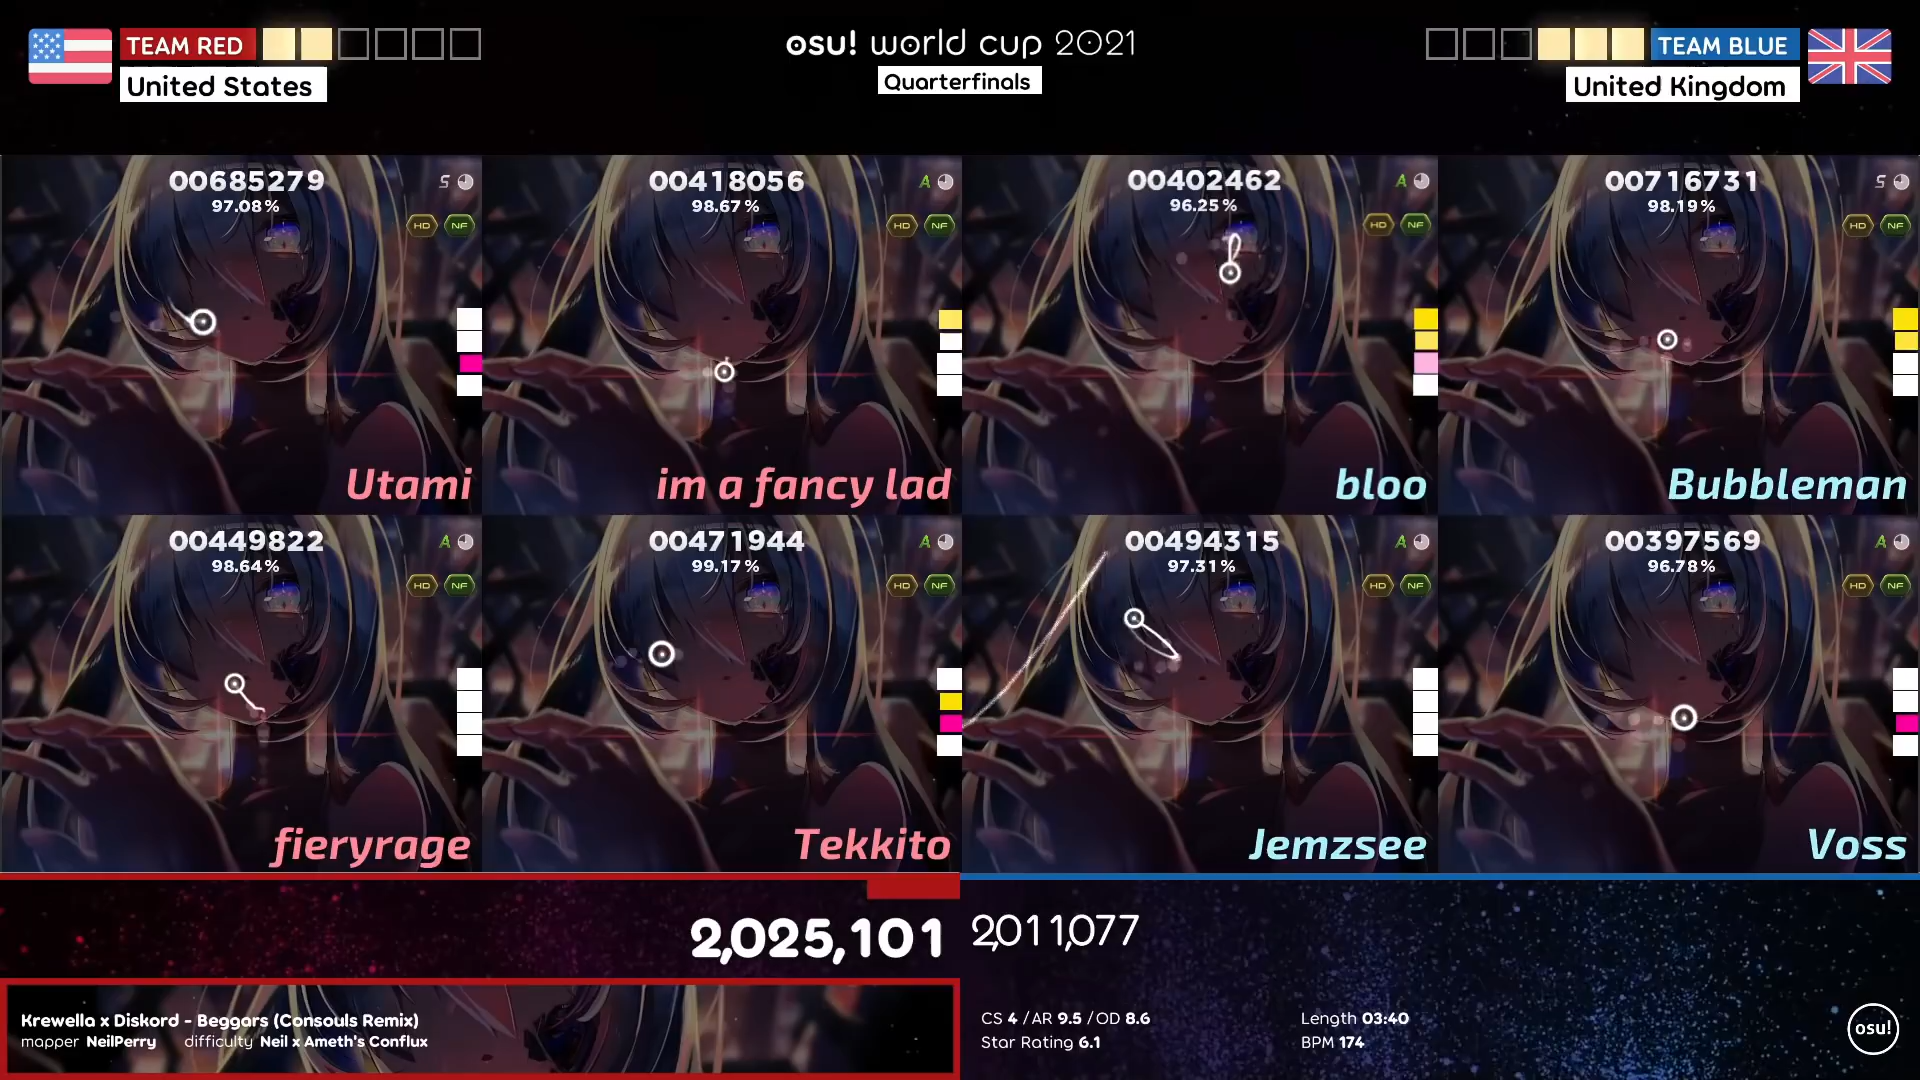 TEAM RED
United States
osu! world cup 2021
Quarterfinals
TEAM BLUE
United Kingdom
00685279
S
97.08%
HD NF
Utami
00418056
A
98.67%
HD NF
im a fancy lad
00402462
A
96.25%
HD NF
bloo
00716731
S
98.19%
HD NF
Bubbleman
00449822
A
98.64%
HD NF
fieryrage
00471944
A
99.17%
HD NF
Tekkito
00494315
A
97.31%
HD NF
Jemzsee
00397569
A
96.78%
HD NF
Voss
2,025,101
2,011,077
Krewella x Diskord - Beggars (Consouls Remix)
mapper NeilPerry difficulty Neil x Ameth's Conflux
CS 4 / AR 9.5 / OD 8.6
Star Rating 6.1
Length 03:40
BPM 174
osu!